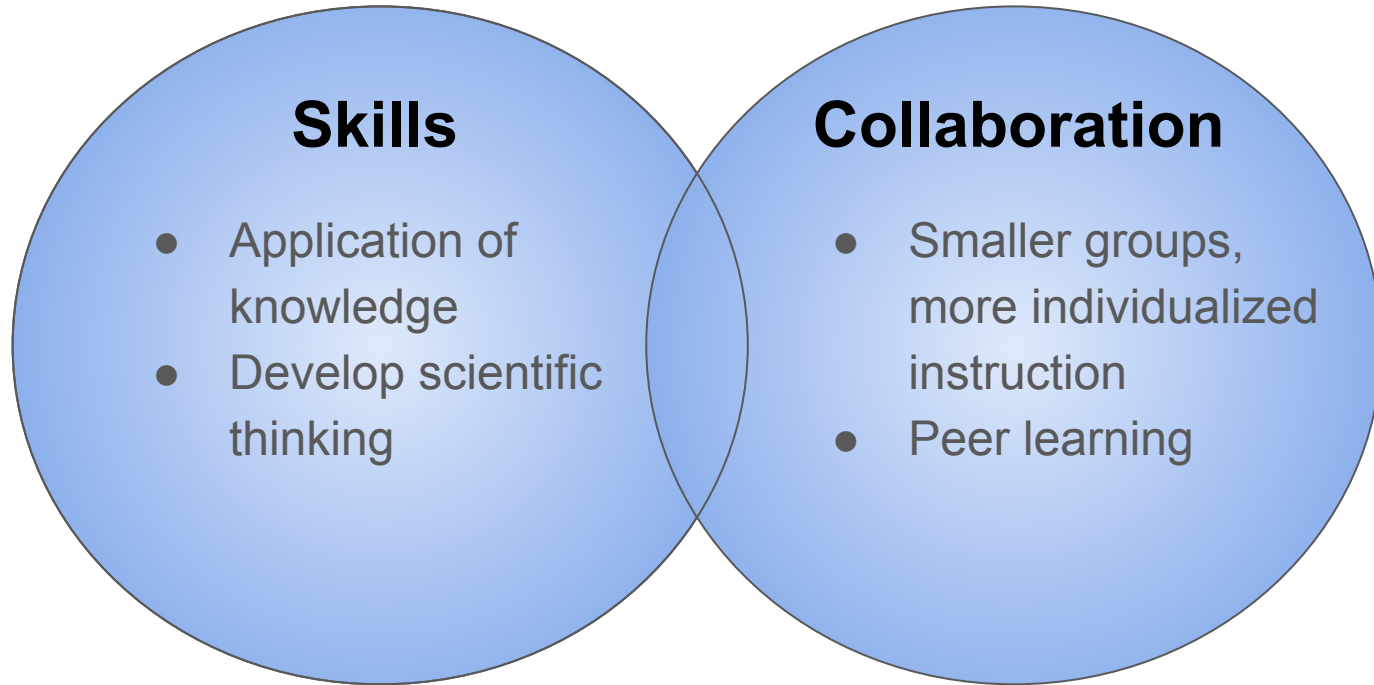 Skills
● Application of
knowledge
● Develop scientific
thinking
Collaboration
● Smaller groups,
more individualized
instruction
● Peer learning